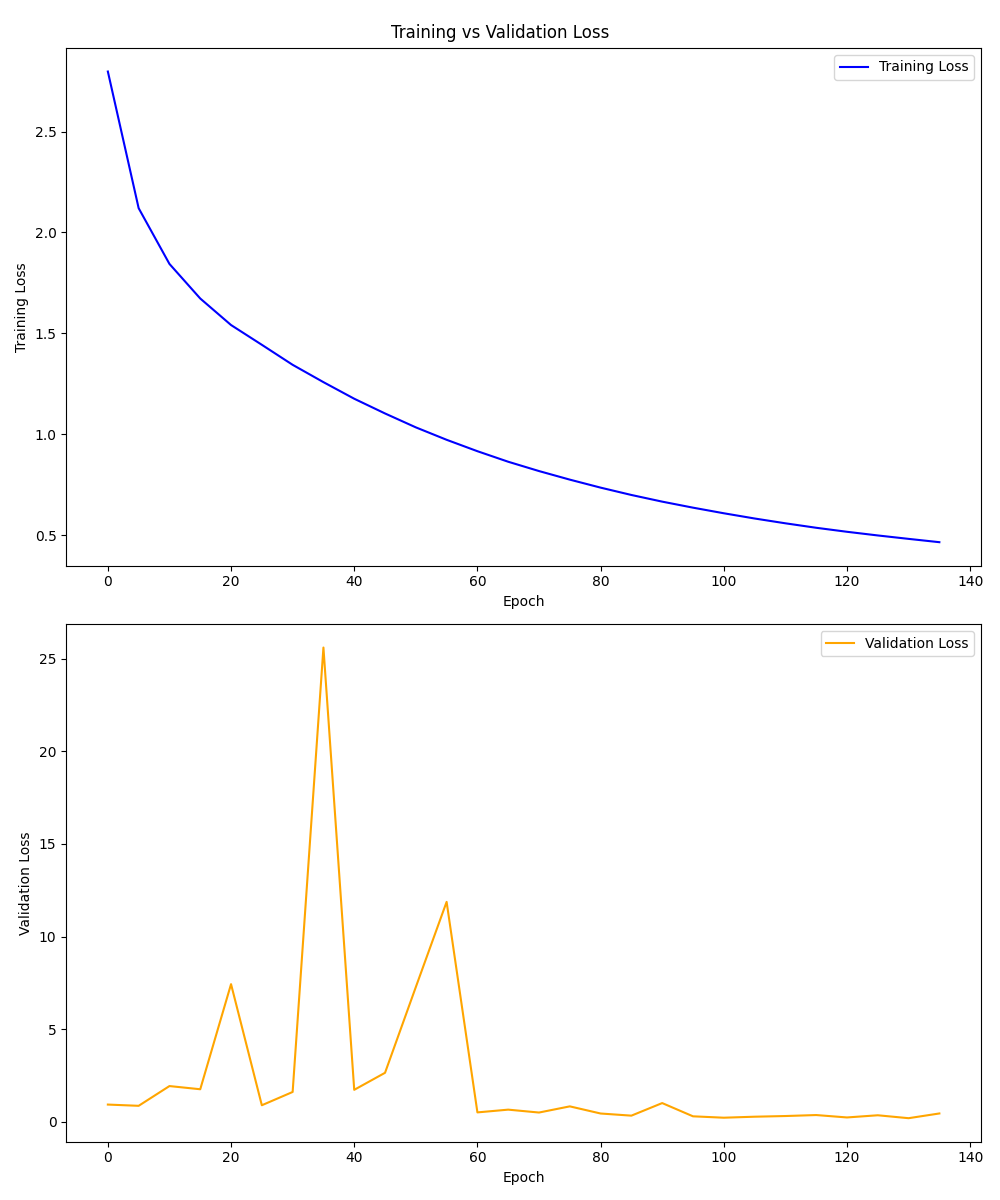 Training vs Validation Loss
Training Loss
Training Loss
2.5
2.0
1.5
1.0
0.5
0 20 40 60 80 100 120 140
Epoch
Validation Loss
Validation Loss
25
20
15
10
5
0
0 20 40 60 80 100 120 140
Epoch